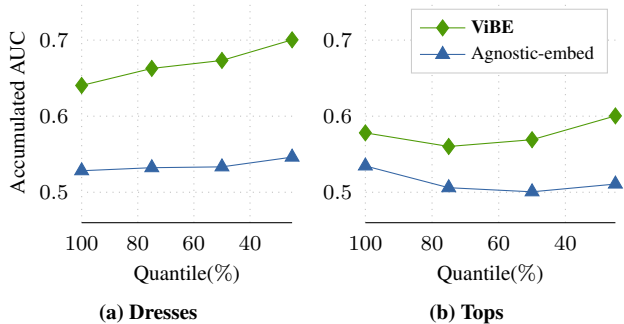 Accumulated AUC
0.7
0.6
0.5
100 80 60 40
Quantile(%)
(a) Dresses
ViBE
Agnostic-embed
0.7
0.6
0.5
100 80 60 40
Quantile(%)
(b) Tops